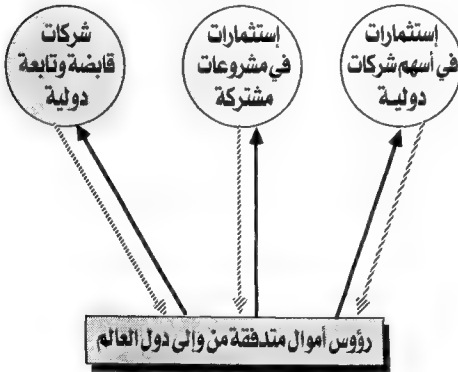 إستثمارات
في أسهم شركات
دولية
إستثمارات
في مشروعات
مشتركة
شركات
قابضة وتابعة
دولية
رؤوس أموال متدفقة من وإلى دول العالم